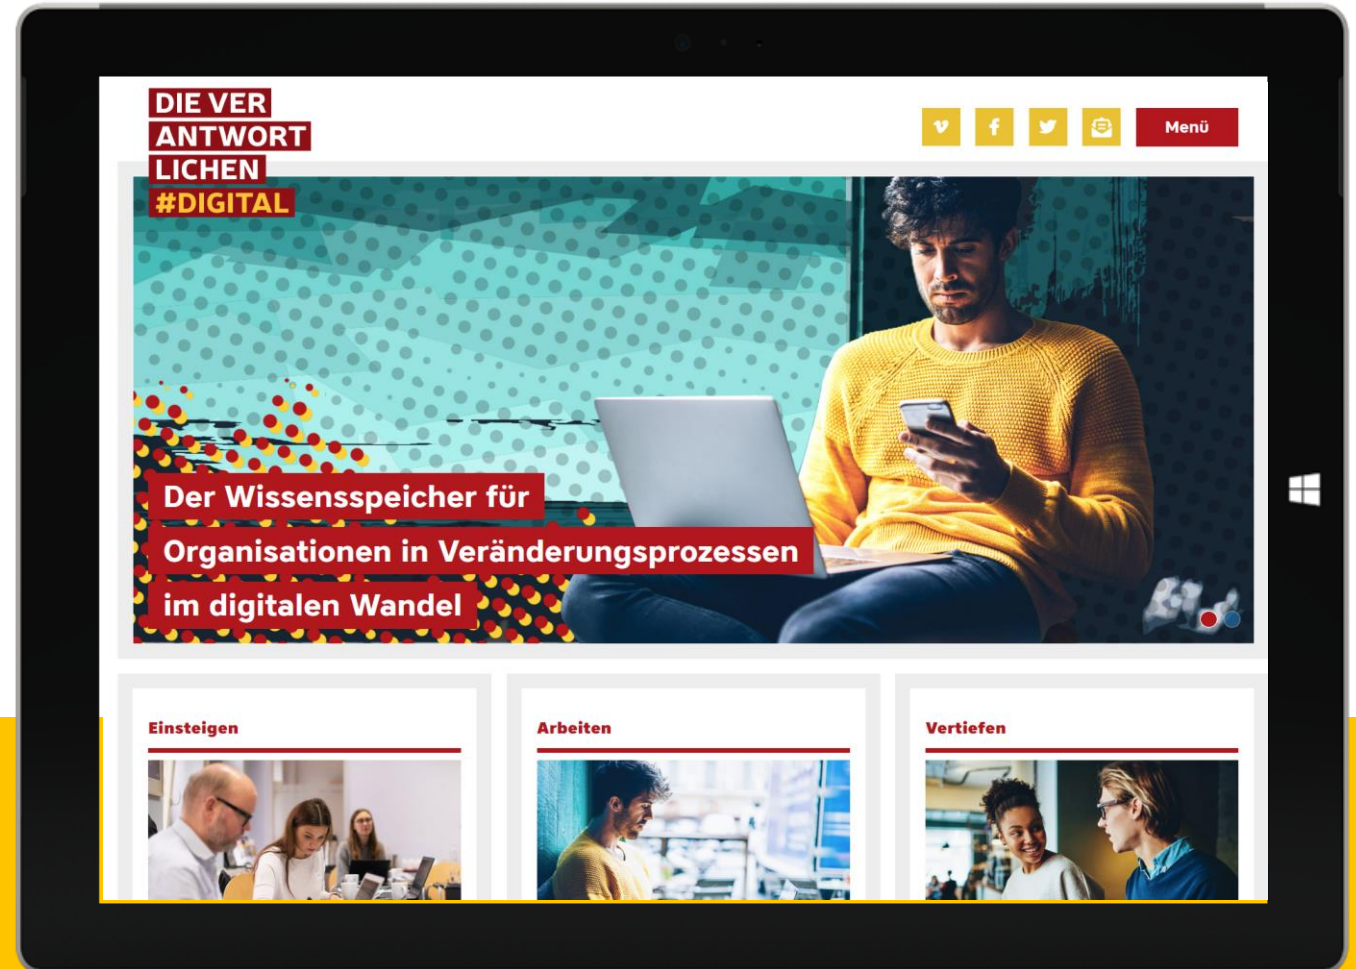 DIE VER
ANTWORT
LICHEN
#DIGITAL
Menü
Der Wissensspeicher für
Organisationen in Veränderungsprozessen
im digitalen Wandel
Einsteigen
Arbeiten
Vertiefen